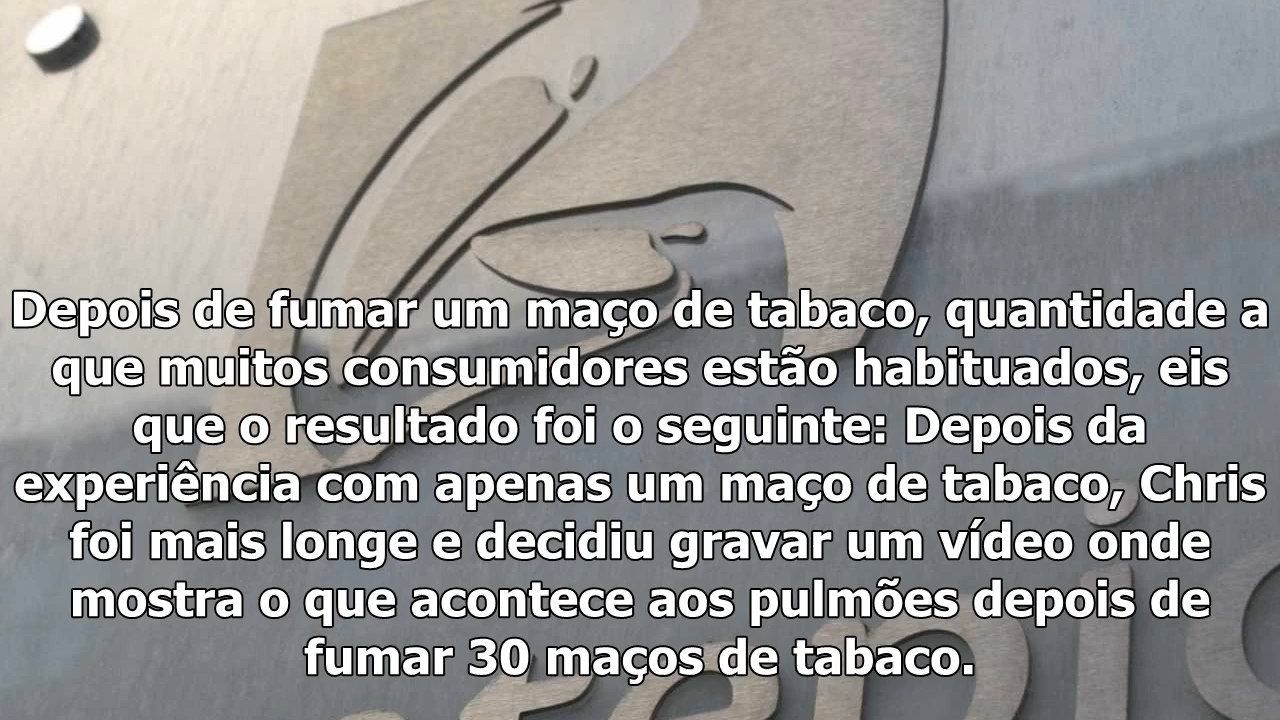 Depois de fumar um maço de tabaco, quantidade a
que muitos consumidores estão habituados, eis
que o resultado foi o seguinte: Depois da
experiência com apenas um maço de tabaco, Chris
foi mais longe e decidiu gravar um vídeo onde
mostra o que acontece aos pulmões depois de
fumar 30 maços de tabaco.